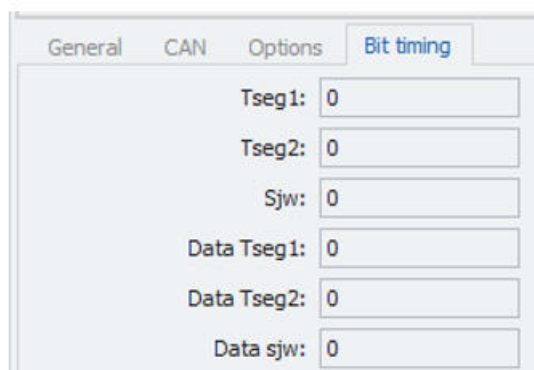 General CAN Options Bit timing
Tseg1: 0
Tseg2: 0
Sjw: 0
Data Tseg1: 0
Data Tseg2: 0
Data sjw: 0